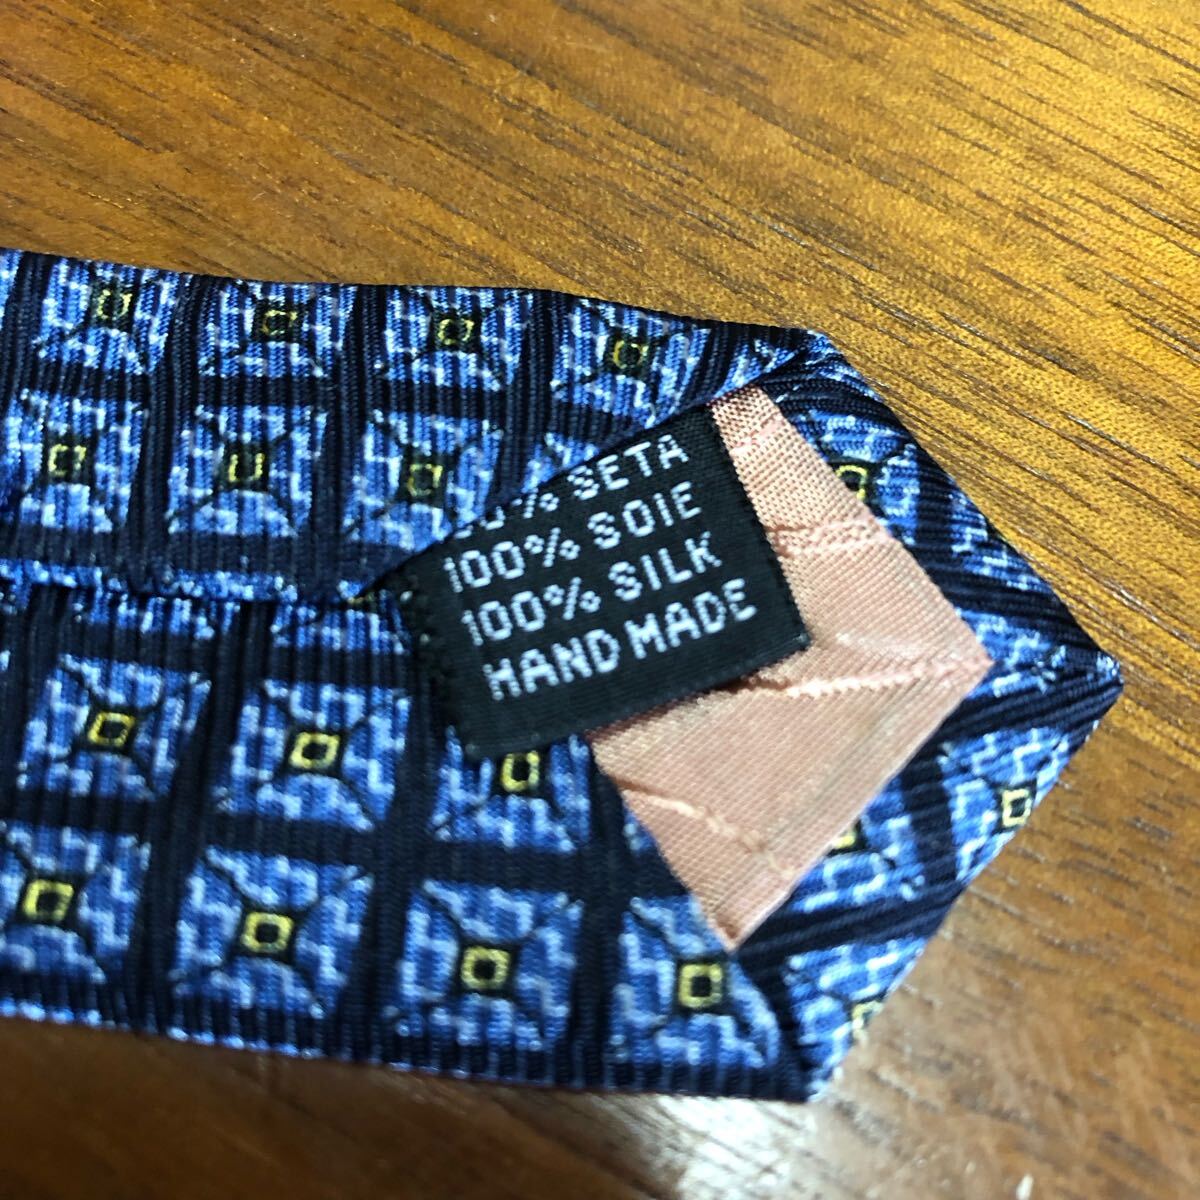 SETA
100% SOIE
100% SILK
HAND MADE